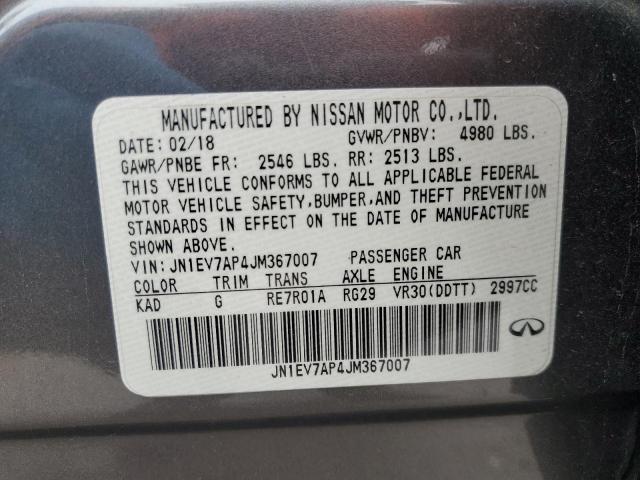 MANUFACTURED BY NISSAN MOTOR CO.,LTD.
DATE: 02/18 GVWR/PNBV: 4980 LBS.
GAWR/PNBE FR: 2546 LBS. RR: 2513 LBS.
THIS VEHICLE CONFORMS TO ALL APPLICABLE FEDERAL
MOTOR VEHICLE SAFETY,BUMPER,AND THEFT PREVENTION
STANDARDS IN EFFECT ON THE DATE OF MANUFACTURE
SHOWN ABOVE.
VIN: JN1EV7AP4JM367007 PASSENGER CAR
COLOR TRIM TRANS AXLE ENGINE
KAD G RE7R01A RG29 VR30(DDTT) 2997CC
JN1EV7AP4JM367007